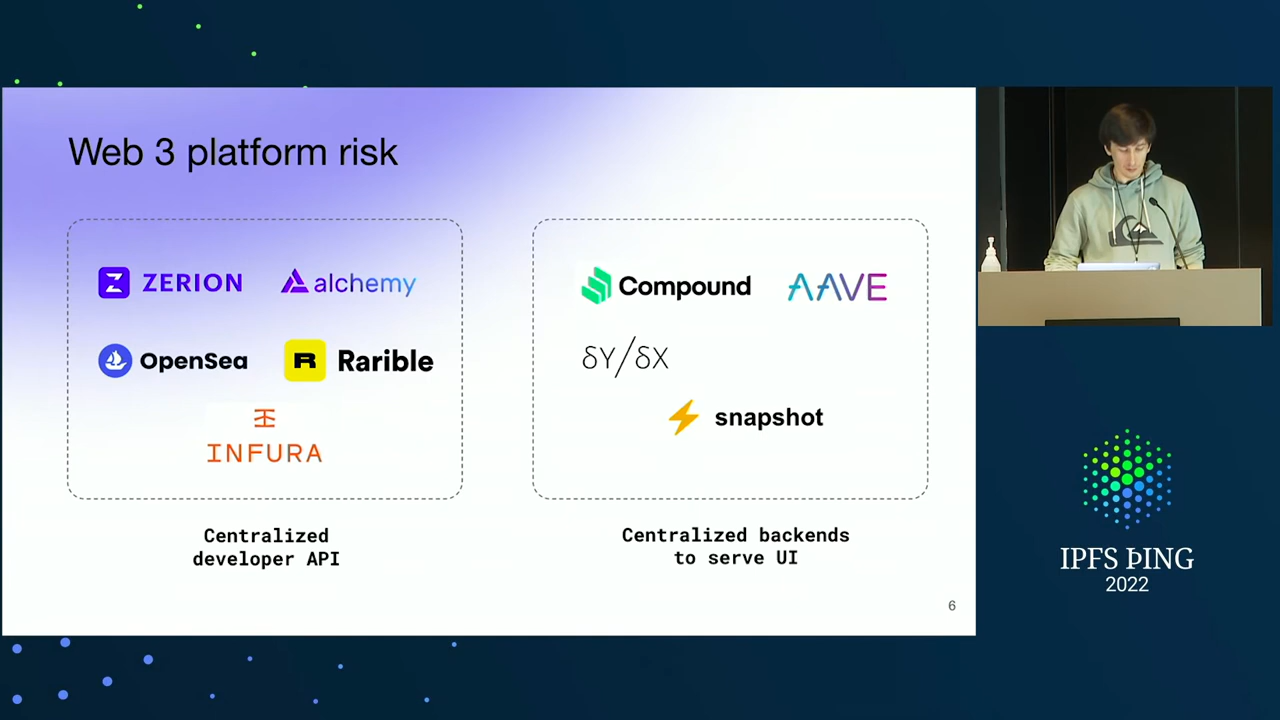 Web 3 platform risk
ZERION
alchemy
OpenSea
R Rarible
INFURA
Centralized
developer API
Compound
AAVE
δY/δX
snapshot
Centralized backends
to serve UI
6
IPFS ÞING
2022